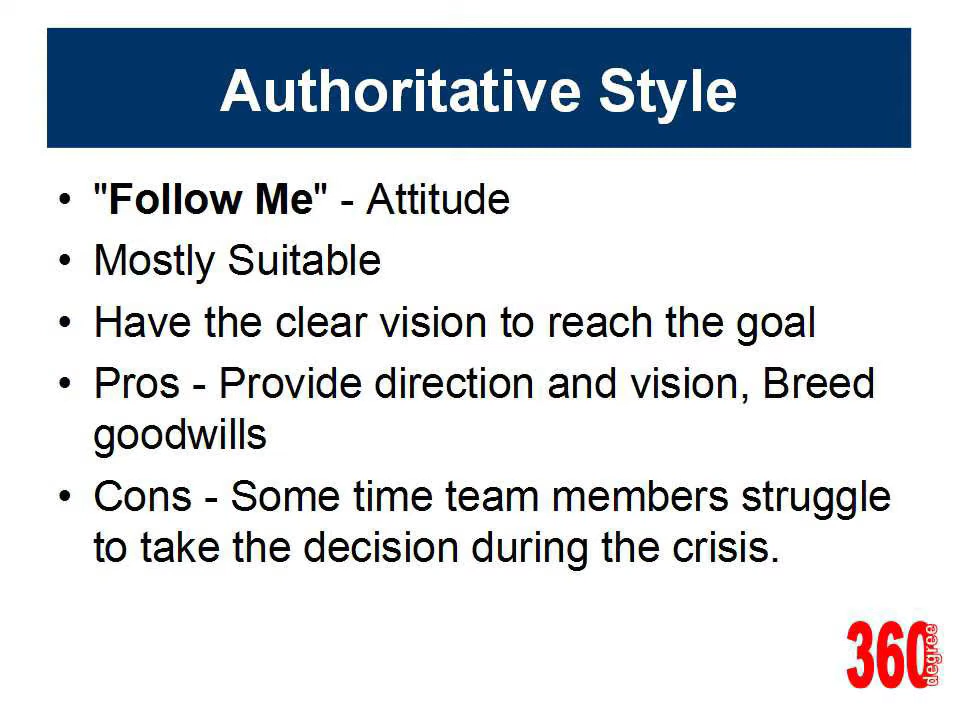 Authoritative Style
• "Follow Me" - Attitude
• Mostly Suitable
• Have the clear vision to reach the goal
• Pros - Provide direction and vision, Breed
goodwills
• Cons - Some time team members struggle
to take the decision during the crisis.
360 degree